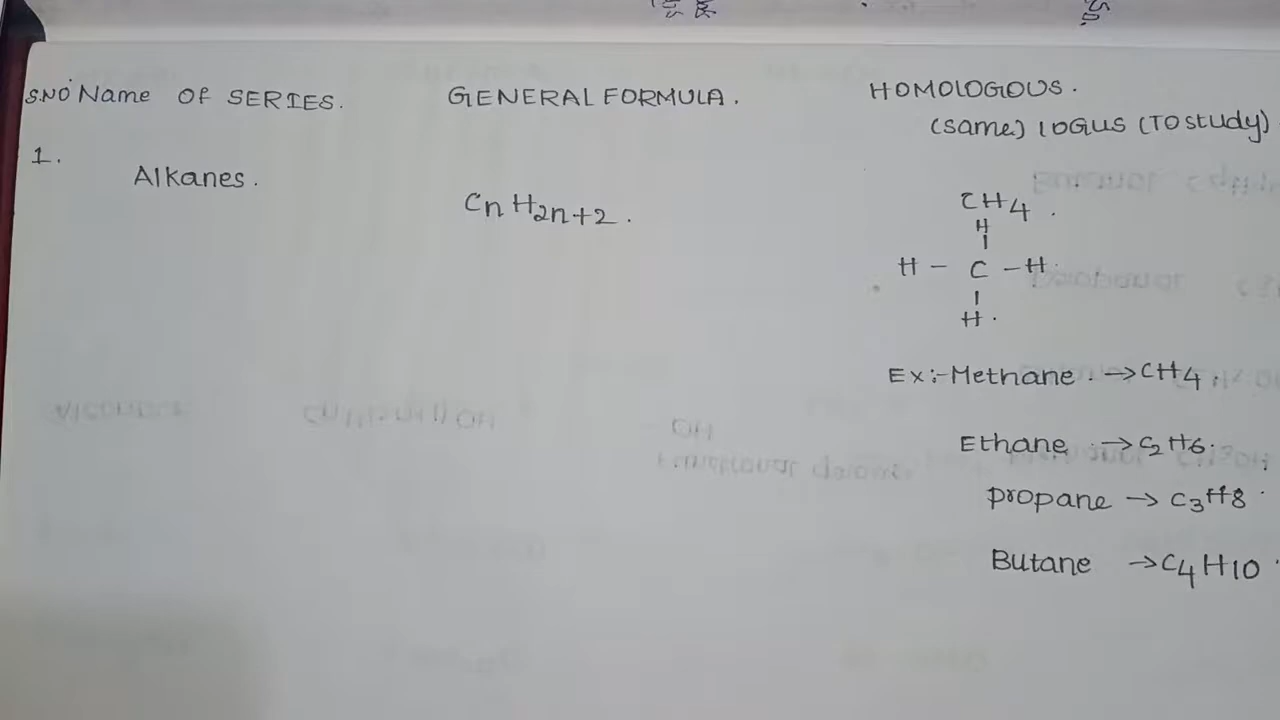 S.NO Name OF SERIES. GENERAL FORMULA. HOMOLOGOUS.
(same) lOGUS (TO study)
1.
Alkanes. CnH2n+2. CH4.
H
|
H – C – H
|
H.
Ex:- Methane. → CH4.
Ethane → C2H6.
propane → C3H8
Butane → C4H10